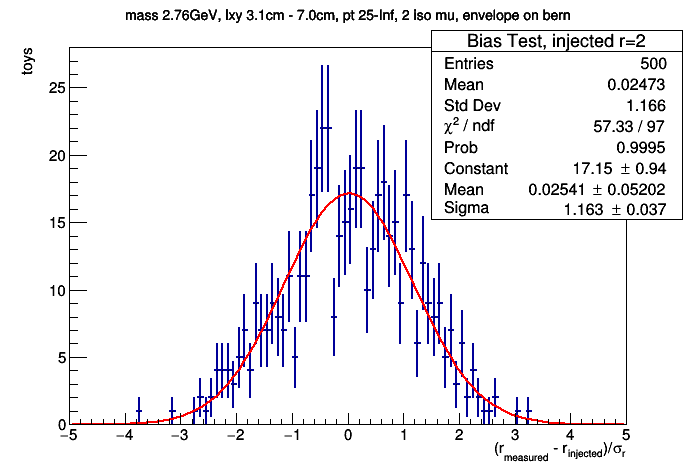 mass 2.76GeV, lxy 3.1cm - 7.0cm, pt 25-Inf, 2 Iso mu, envelope on bern
toys
Bias Test, injected r=2
Entries 500
Mean 0.02473
Std Dev 1.166
χ² / ndf 57.33 / 97
Prob 0.9995
Constant 17.15 ± 0.94
Mean 0.02541 ± 0.05202
Sigma 1.163 ± 0.037
25
20
15
10
5
0
−5 −4 −3 −2 −1 0 1 2 3 4 5
(r_measured - r_injected)/σ_r